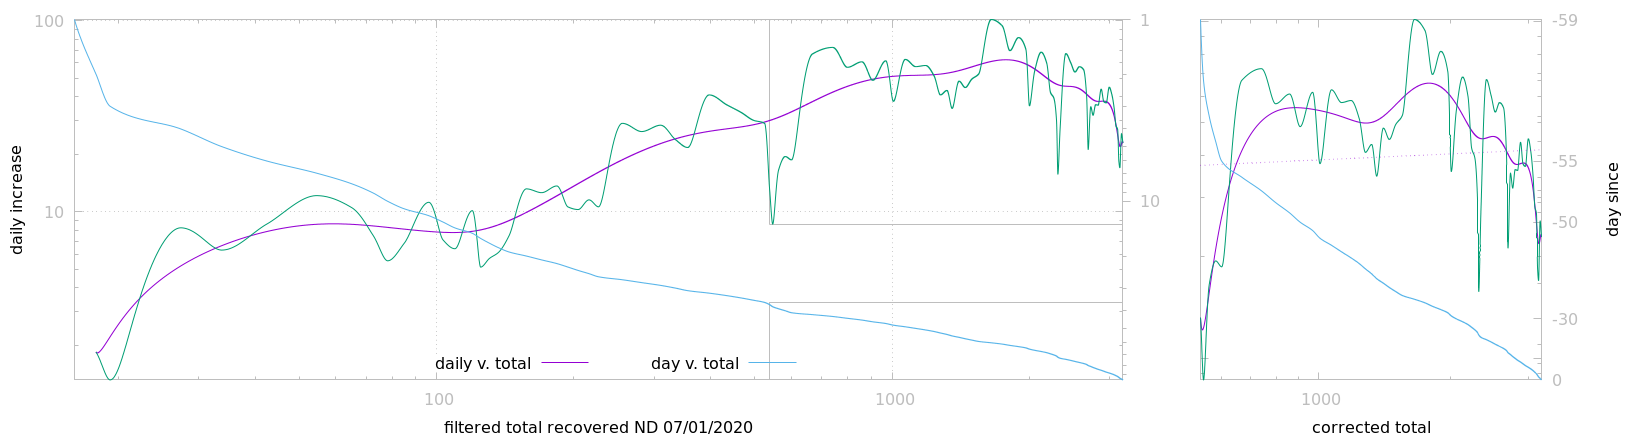 100
10
daily increase
daily v. total
day v. total
100
1000
filtered total recovered ND 07/01/2020
1
10
1000
corrected total
-59
-55
-50
-30
0
day since